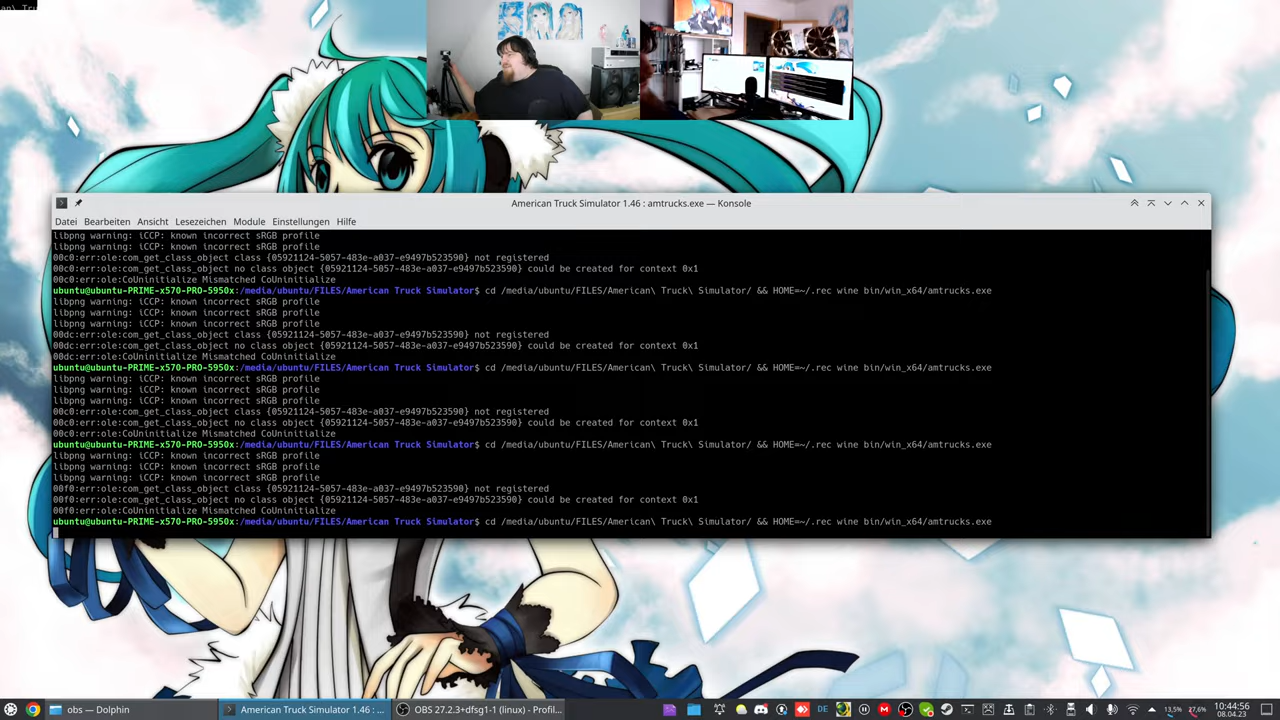 an\ Tru
American Truck Simulator 1.46 : amtrucks.exe — Konsole
Datei Bearbeiten Ansicht Lesezeichen Module Einstellungen Hilfe
libpng warning: iCCP: known incorrect sRGB profile
libpng warning: iCCP: known incorrect sRGB profile
00c0:err:ole:com_get_class_object class {05921124-5057-483e-a037-e9497b523590} not registered
00c0:err:ole:com_get_class_object no class object {05921124-5057-483e-a037-e9497b523590} could be created for context 0x1
00c0:err:ole:CoUninitialize Mismatched CoUninitialize
ubuntu@ubuntu-PRIME-x570-PRO-5950x:/media/ubuntu/FILES/American Truck Simulator$ cd /media/ubuntu/FILES/American\ Truck\ Simulator/ && HOME=~/.rec wine bin/win_x64/amtrucks.exe
libpng warning: iCCP: known incorrect sRGB profile
libpng warning: iCCP: known incorrect sRGB profile
libpng warning: iCCP: known incorrect sRGB profile
00dc:err:ole:com_get_class_object class {05921124-5057-483e-a037-e9497b523590} not registered
00dc:err:ole:com_get_class_object no class object {05921124-5057-483e-a037-e9497b523590} could be created for context 0x1
00dc:err:ole:CoUninitialize Mismatched CoUninitialize
ubuntu@ubuntu-PRIME-x570-PRO-5950x:/media/ubuntu/FILES/American Truck Simulator$ cd /media/ubuntu/FILES/American\ Truck\ Simulator/ && HOME=~/.rec wine bin/win_x64/amtrucks.exe
libpng warning: iCCP: known incorrect sRGB profile
libpng warning: iCCP: known incorrect sRGB profile
libpng warning: iCCP: known incorrect sRGB profile
00c0:err:ole:com_get_class_object class {05921124-5057-483e-a037-e9497b523590} not registered
00c0:err:ole:com_get_class_object no class object {05921124-5057-483e-a037-e9497b523590} could be created for context 0x1
00c0:err:ole:CoUninitialize Mismatched CoUninitialize
ubuntu@ubuntu-PRIME-x570-PRO-5950x:/media/ubuntu/FILES/American Truck Simulator$ cd /media/ubuntu/FILES/American\ Truck\ Simulator/ && HOME=~/.rec wine bin/win_x64/amtrucks.exe
libpng warning: iCCP: known incorrect sRGB profile
libpng warning: iCCP: known incorrect sRGB profile
libpng warning: iCCP: known incorrect sRGB profile
00f0:err:ole:com_get_class_object class {05921124-5057-483e-a037-e9497b523590} not registered
00f0:err:ole:com_get_class_object no class object {05921124-5057-483e-a037-e9497b523590} could be created for context 0x1
00f0:err:ole:CoUninitialize Mismatched CoUninitialize
ubuntu@ubuntu-PRIME-x570-PRO-5950x:/media/ubuntu/FILES/American Truck Simulator$ cd /media/ubuntu/FILES/American\ Truck\ Simulator/ && HOME=~/.rec wine bin/win_x64/amtrucks.exe
obs — Dolphin
American Truck Simulator 1.46 : ...
OBS 27.2.3+dfsg1-1 (linux) - Profil...
DE
13,5%
27,6%
10:44:56
08.04.23